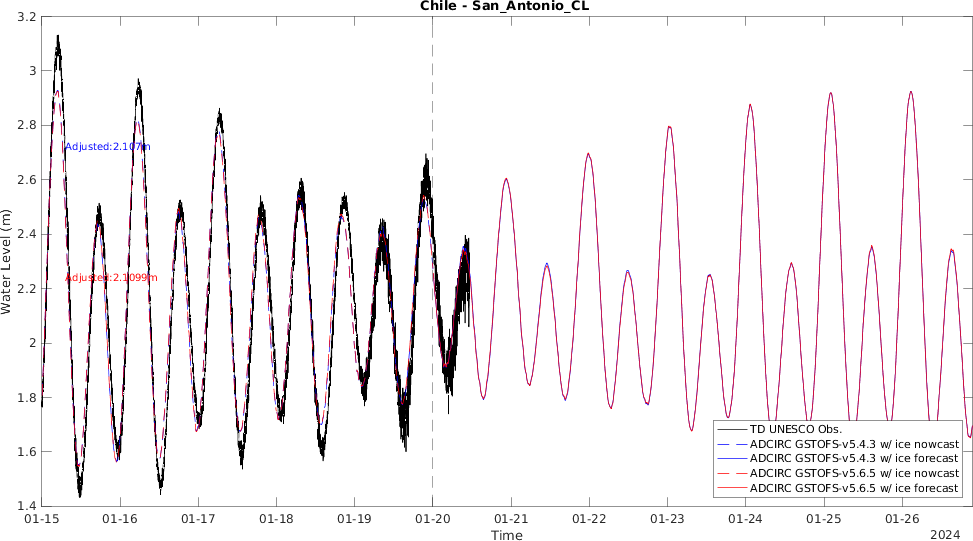 Chile - San_Antonio_CL
3.2
3
2.8
2.6
2.4
2.2
2
1.8
1.6
1.4
Water Level (m)
Adjusted:2.107m
Adjusted:2.1099m
TD UNESCO Obs.
ADCIRC GSTOFS-v5.4.3 w/ ice nowcast
ADCIRC GSTOFS-v5.4.3 w/ ice forecast
ADCIRC GSTOFS-v5.6.5 w/ ice nowcast
ADCIRC GSTOFS-v5.6.5 w/ ice forecast
01-15 01-16 01-17 01-18 01-19 01-20 01-21 01-22 01-23 01-24 01-25 01-26
Time
2024